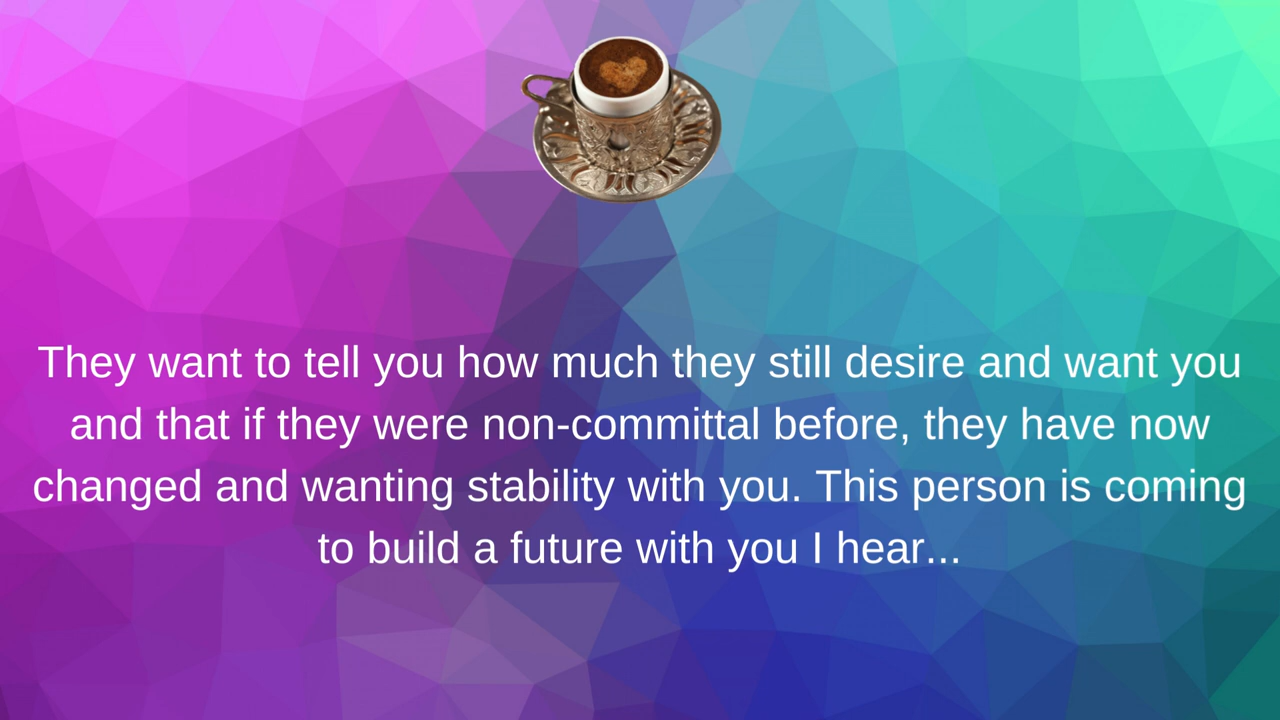 They want to tell you how much they still desire and want you
and that if they were non-committal before, they have now
changed and wanting stability with you. This person is coming
to build a future with you I hear...